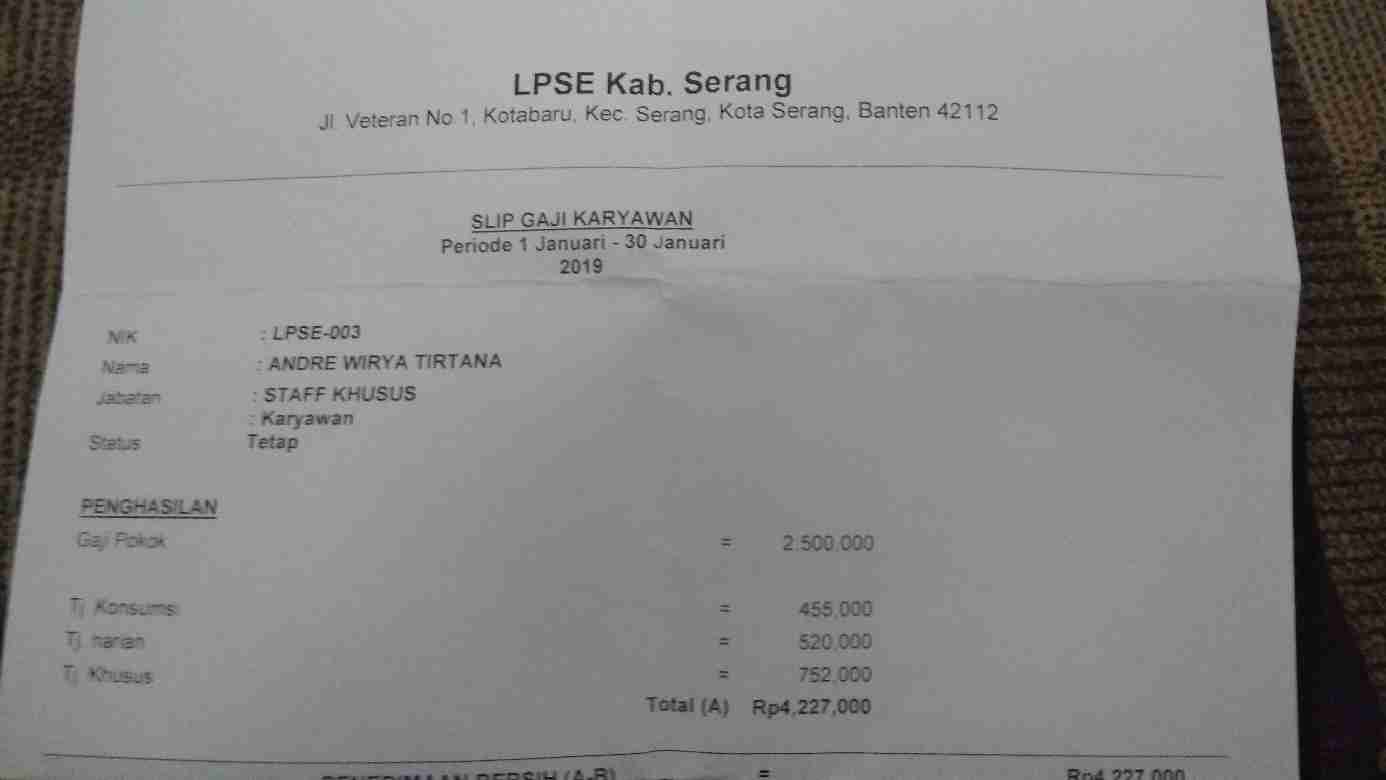 LPSE Kab. Serang
Jl. Veteran No 1, Kotabaru, Kec. Serang, Kota Serang, Banten 42112
SLIP GAJI KARYAWAN
Periode 1 Januari - 30 Januari
2019
NIK : LPSE-003
Nama : ANDRE WIRYA TIRTANA
Jabatan : STAFF KHUSUS
: Karyawan
Status Tetap
PENGHASILAN
Gaji Pokok = 2,500,000
Tj. Konsumsi = 455,000
Tj. harian = 520,000
Tj. Khusus = 752,000
Total (A) Rp4,227,000
PENERIMAAN BERSIH (A-B) = Rp4,227,000